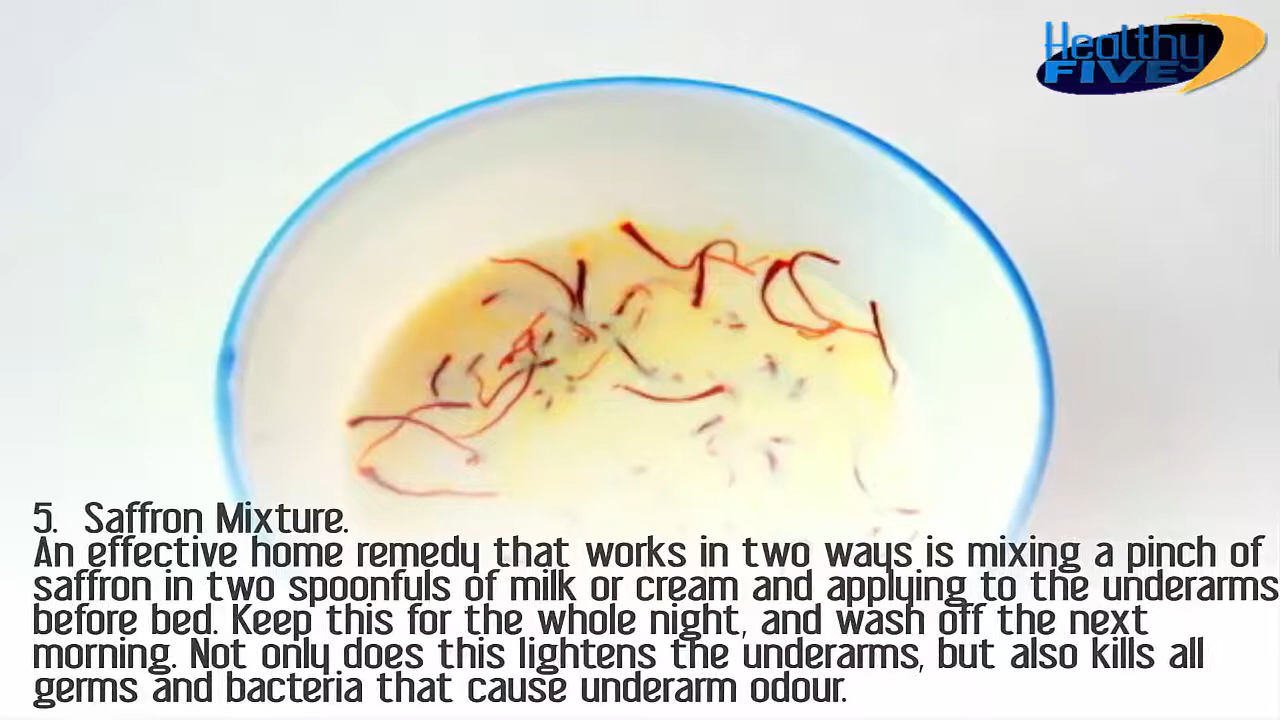 Healthy
FIVE
5. Saffron Mixture.
An effective home remedy that works in two ways is mixing a pinch of
saffron in two spoonfuls of milk or cream and applying to the underarms
before bed. Keep this for the whole night, and wash off the next
morning. Not only does this lightens the underarms, but also kills all
germs and bacteria that cause underarm odour.